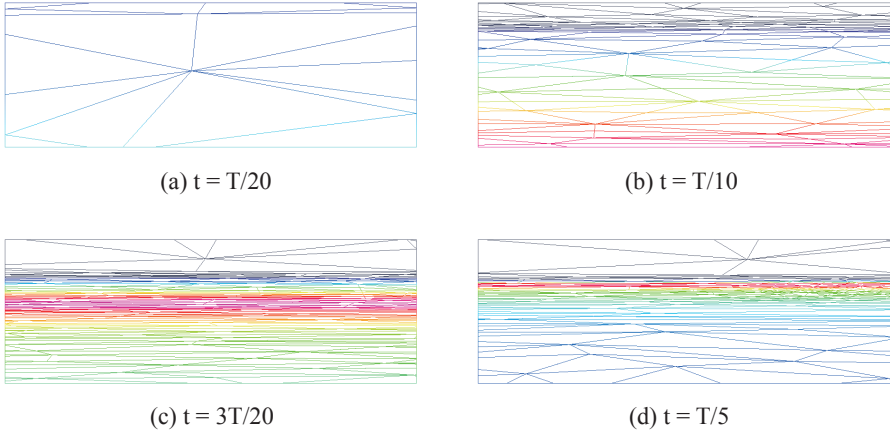 (a) t = T/20
(b) t = T/10
(c) t = 3T/20
(d) t = T/5